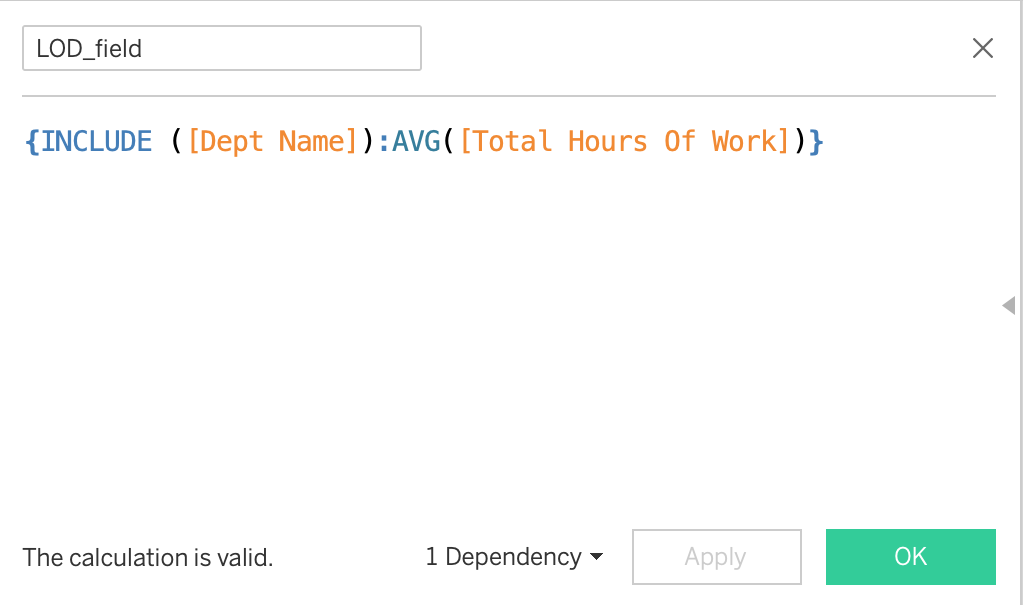 LOD_field
{INCLUDE ([Dept Name]):AVG([Total Hours Of Work])}
The calculation is valid. 1 Dependency Apply OK